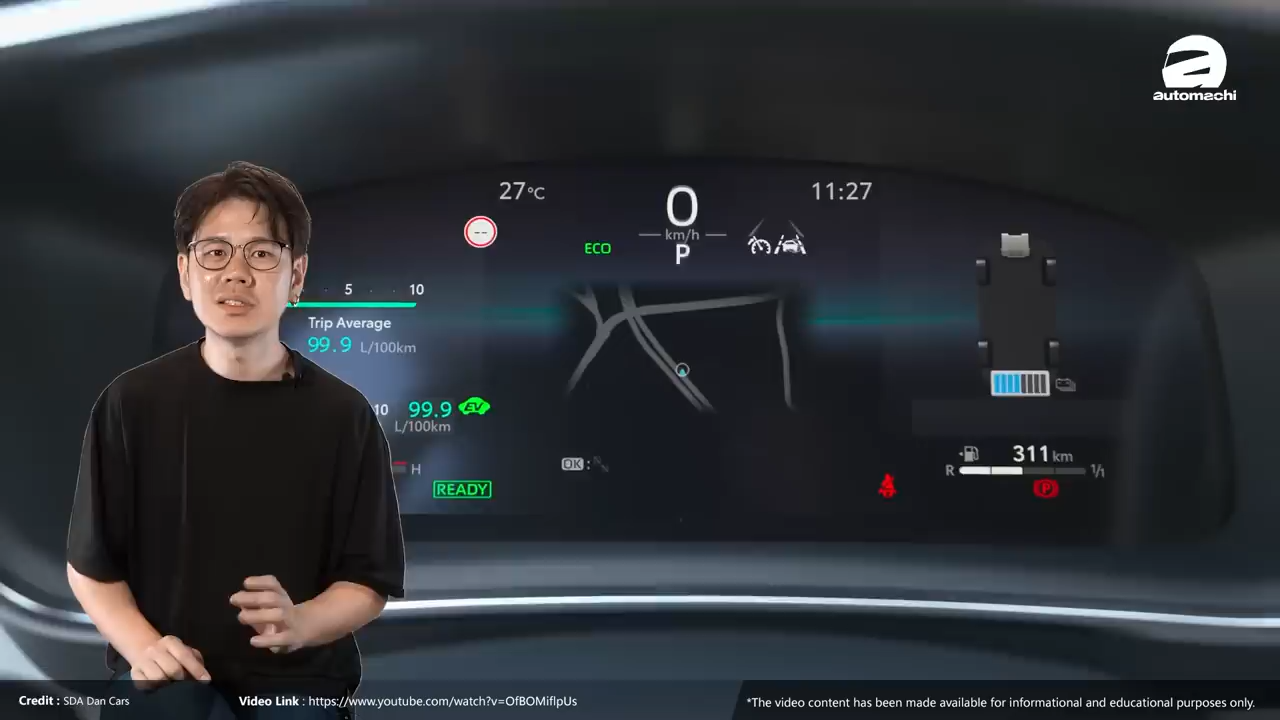 automachi
27°C
0
km/h
P
11:27
--
ECO
5
10
Trip Average
99.9 L/100km
10
99.9
EV
L/100km
H
READY
OK :
311 km
R
1/1
P
Credit : SDA Dan Cars
Video Link : https://www.youtube.com/watch?v=OfBOMiflpUs
*The video content has been made available for informational and educational purposes only.